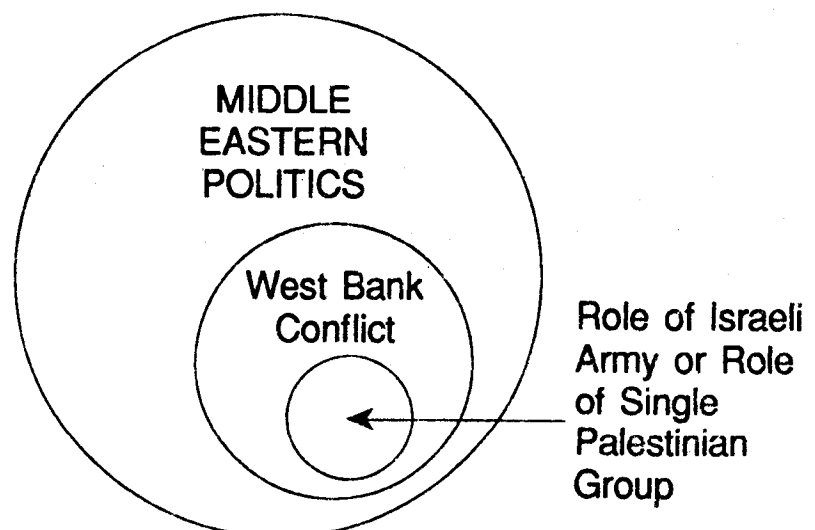 MIDDLE
EASTERN
POLITICS
West Bank
Conflict
Role of Israeli
Army or Role
of Single
Palestinian
Group